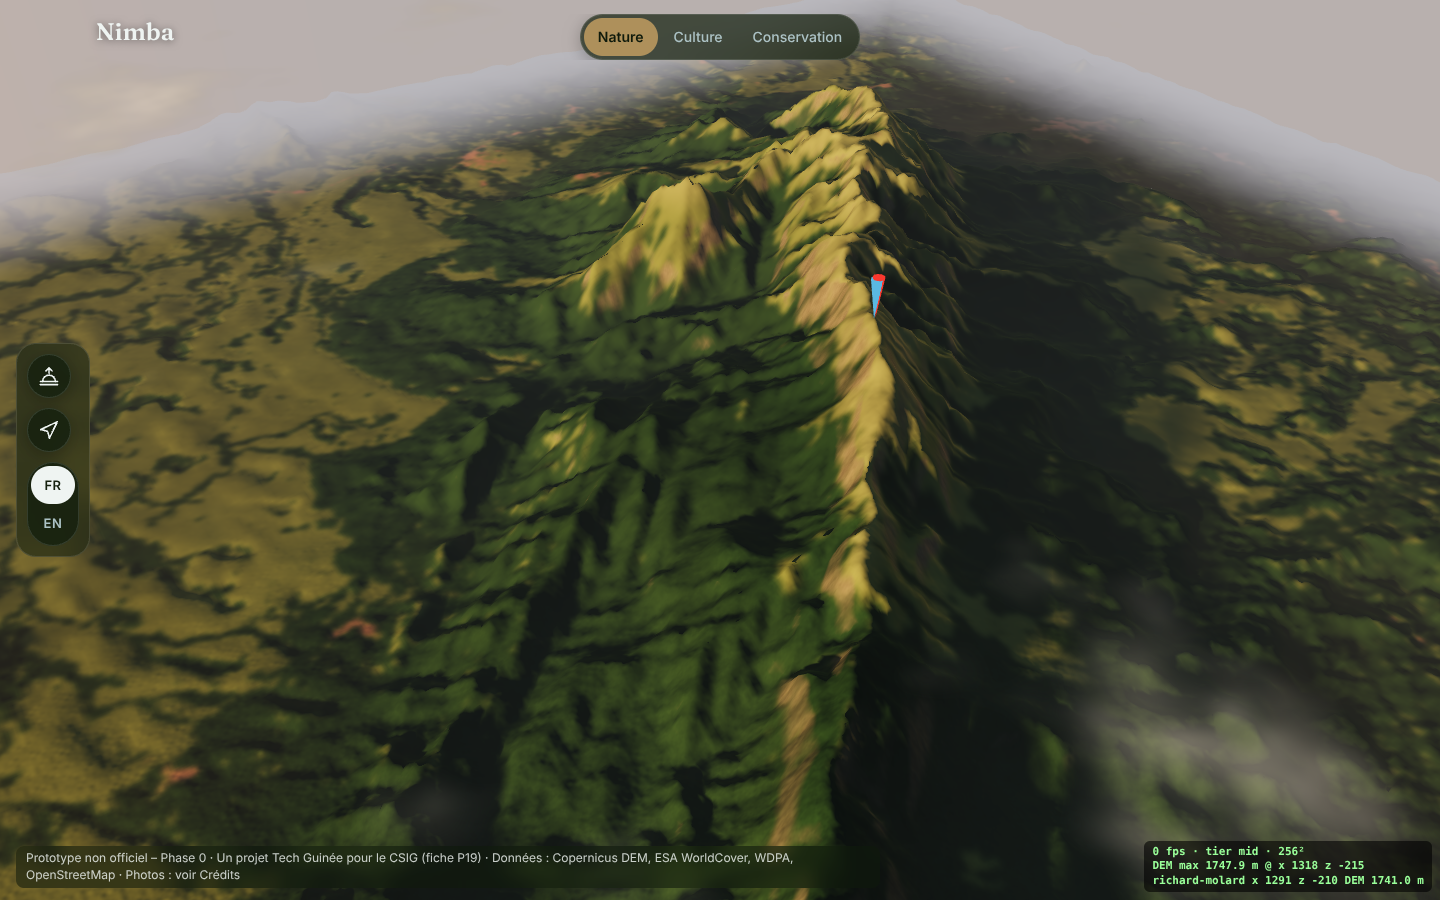 Nimba
Nature Culture Conservation
FR
EN
Prototype non officiel – Phase 0 · Un projet Tech Guinée pour le CSIG (fiche P19) · Données : Copernicus DEM, ESA WorldCover, WDPA,
OpenStreetMap · Photos : voir Crédits
0 fps · tier mid · 256²
DEM max 1747.9 m @ x 1318 z -215
richard-molard x 1291 z -210 DEM 1741.0 m